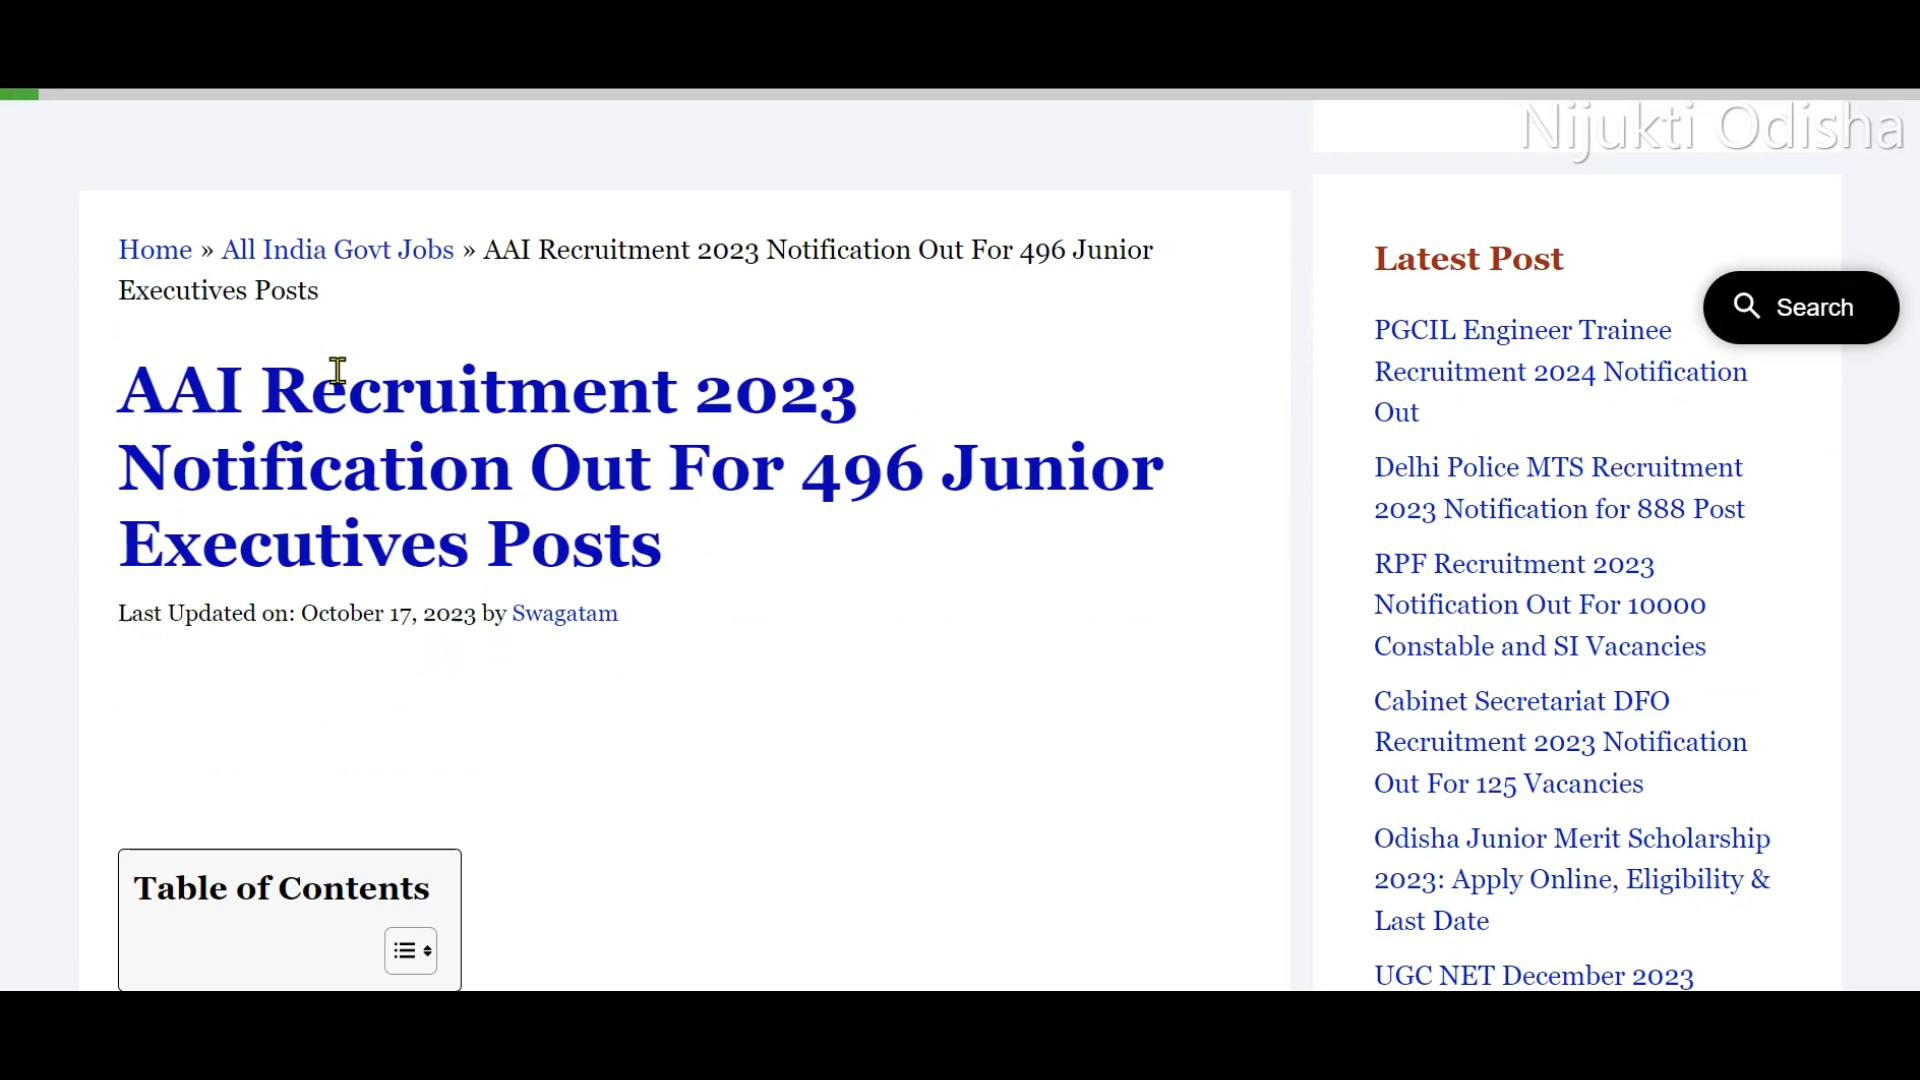 Nijukti Odisha
Home » All India Govt Jobs » AAI Recruitment 2023 Notification Out For 496 Junior
Executives Posts
AAI Recruitment 2023
Notification Out For 496 Junior
Executives Posts
Last Updated on: October 17, 2023 by Swagatam
Table of Contents
Latest Post
Search
PGCIL Engineer Trainee
Recruitment 2024 Notification
Out
Delhi Police MTS Recruitment
2023 Notification for 888 Post
RPF Recruitment 2023
Notification Out For 10000
Constable and SI Vacancies
Cabinet Secretariat DFO
Recruitment 2023 Notification
Out For 125 Vacancies
Odisha Junior Merit Scholarship
2023: Apply Online, Eligibility &
Last Date
UGC NET December 2023